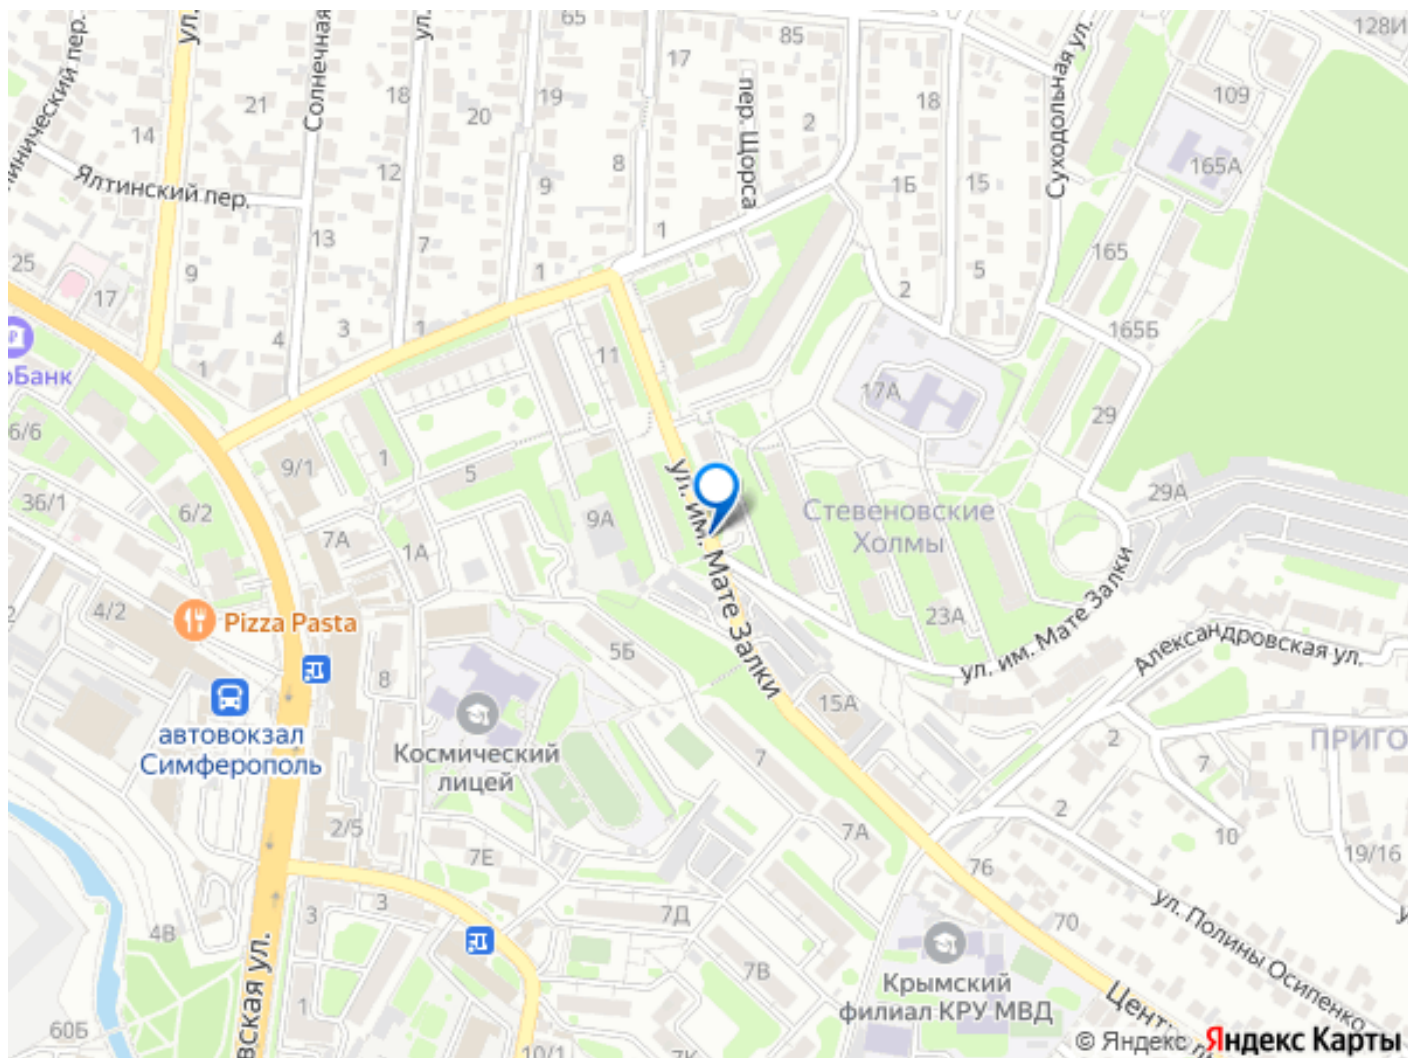 ул.
Солнечная
ул.
65
85
128И
17
пер. Щорса
Суходольная ул.
21
18
19
20
2
18
109
14
165А
12
8
1Б
15
Ялтинский пер.
9
13
7
1
165
25
9
1
5
17
2
4
3
1
165Б
1
11
17А
29
6/6
9/1
1
5
29А
36/1
6/2
9А
7А
1А
ул. им. Мате Залки
Стевеновские
Холмы
4/2
Pizza Pasta
23А
ул. им. Мате Залки
Александровская ул.
5Б
8
15А
автовокзал
Симферополь
Космический
лицей
7
2
ПРИГО
7
2
2/5
7А
10
7Е
76
19/16
3
3
7Д
70
ул. Полины Осипенко
4В
7В
Крымский
филиал КРУ МВД
1
60Б
10/1
© Яндекс Яндекс Карты